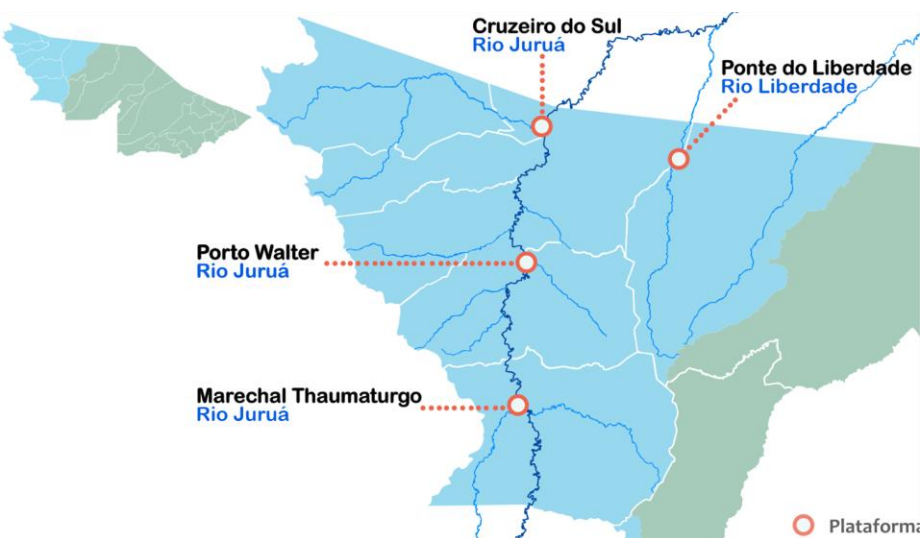 Cruzeiro do Sul
Rio Juruá
Ponte do Liberdade
Rio Liberdade
Porto Walter
Rio Juruá
Marechal Thaumaturgo
Rio Juruá
Plataforma